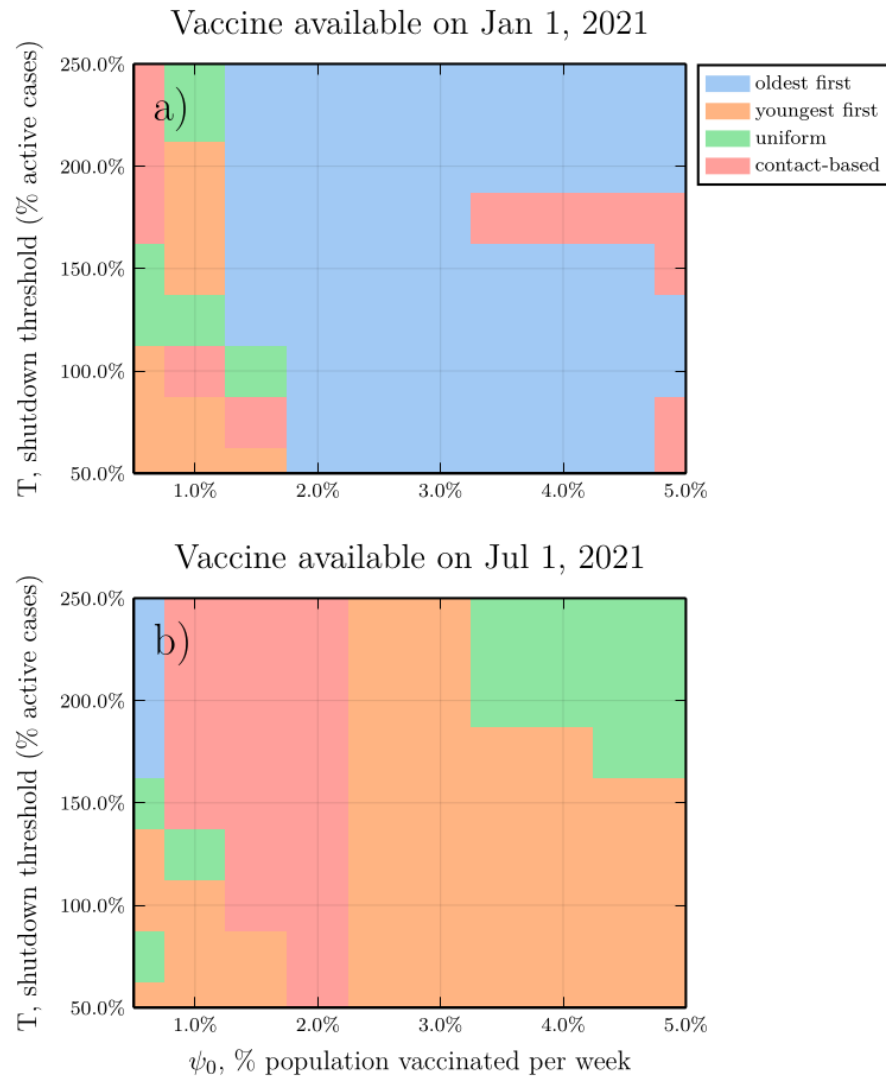 Vaccine available on Jan 1, 2021
T, shutdown threshold (% active cases)
250.0%
200.0%
150.0%
100.0%
50.0%
a)
1.0%
2.0%
3.0%
4.0%
5.0%
oldest first
youngest first
uniform
contact-based
Vaccine available on Jul 1, 2021
T, shutdown threshold (% active cases)
250.0%
200.0%
150.0%
100.0%
50.0%
b)
1.0%
2.0%
3.0%
4.0%
5.0%
ψ₀, % population vaccinated per week